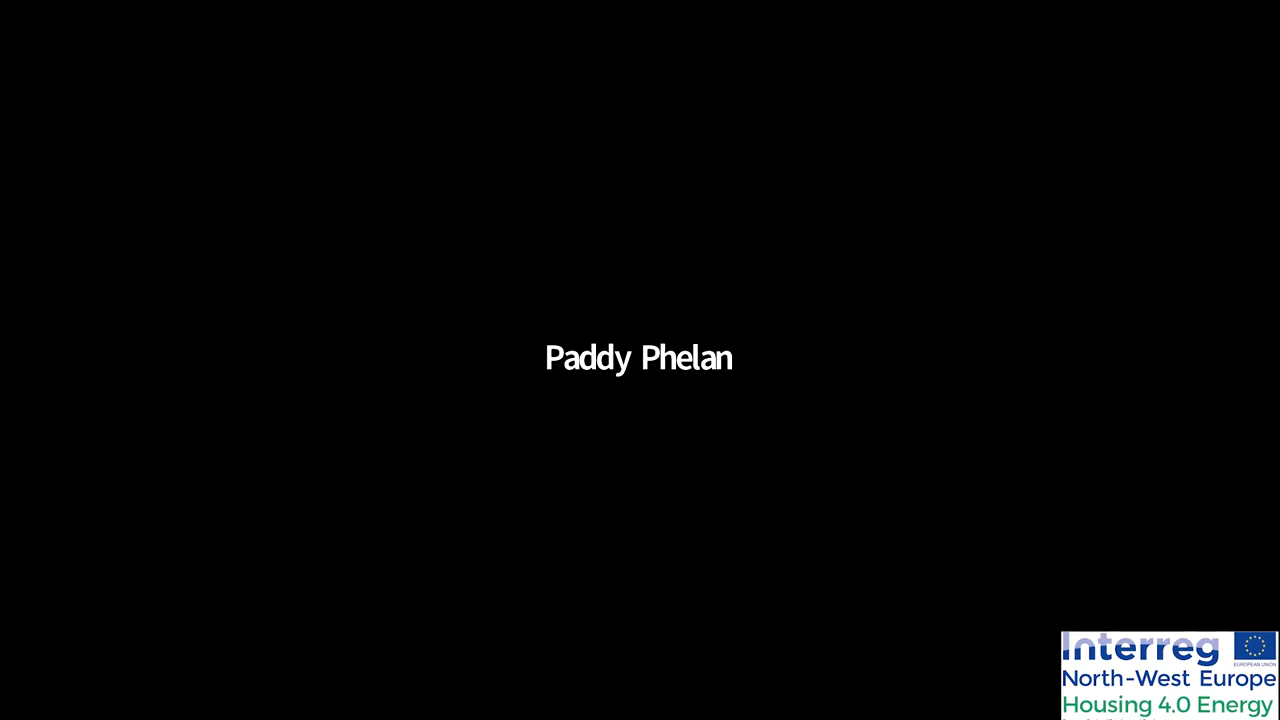 Paddy Phelan
Interreg
EUROPEAN UNION
North-West Europe
Housing 4.0 Energy